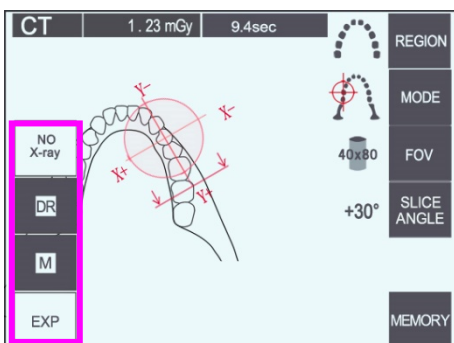 CT
1.23 mGy
9.4sec
REGION
MODE
40x80
FOV
+30°
SLICE
ANGLE
MEMORY
NO
X-ray
DR
M
EXP
Y-
X-
X+
Y+